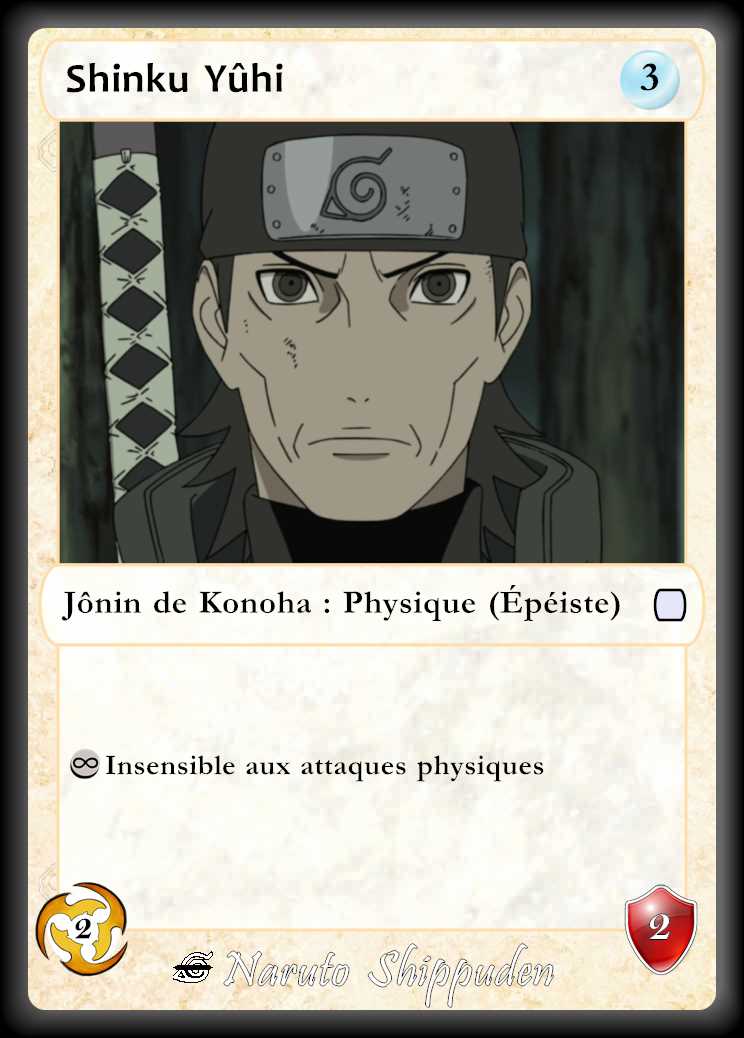 Shinku Yûhi
3
Jônin de Konoha : Physique (Épéiste)
Insensible aux attaques physiques
2
2
Naruto Shippuden